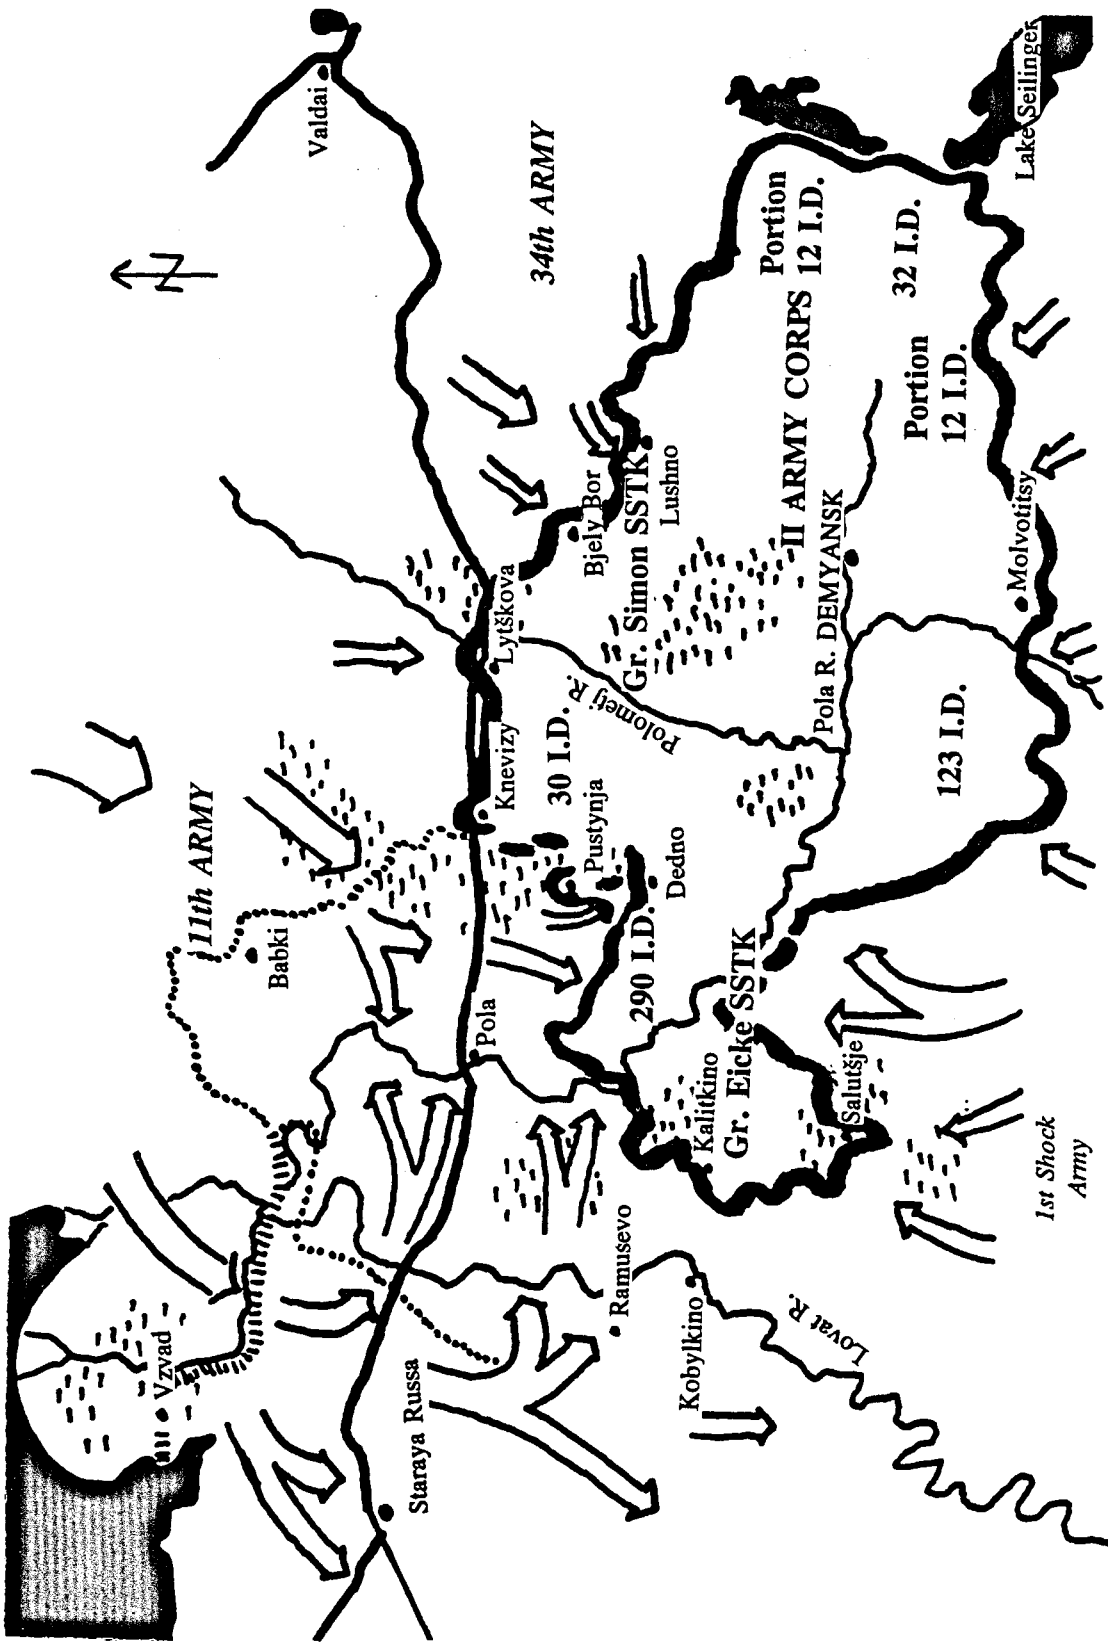 Vzvad
N
11th ARMY
Babki
Valdai
Staraya Russa
Pola
Knevizy
Lytškova
34th ARMY
30 I.D.
Bjely Bor
Pustynja
Ramuševo
Gr. Simon SSTK
Polometj R.
290 I.D.
Lushno
Dedno
Kobylkino
Kalitkino
Gr. Eicke SSTK
Portion
12 I.D.
II ARMY CORPS
Lovat R.
Pola R. DEMYANSK
Salutšje
32 I.D.
Portion
12 I.D.
123 I.D.
Molvotitsy
Lake Seilinger
1st Shock
Army